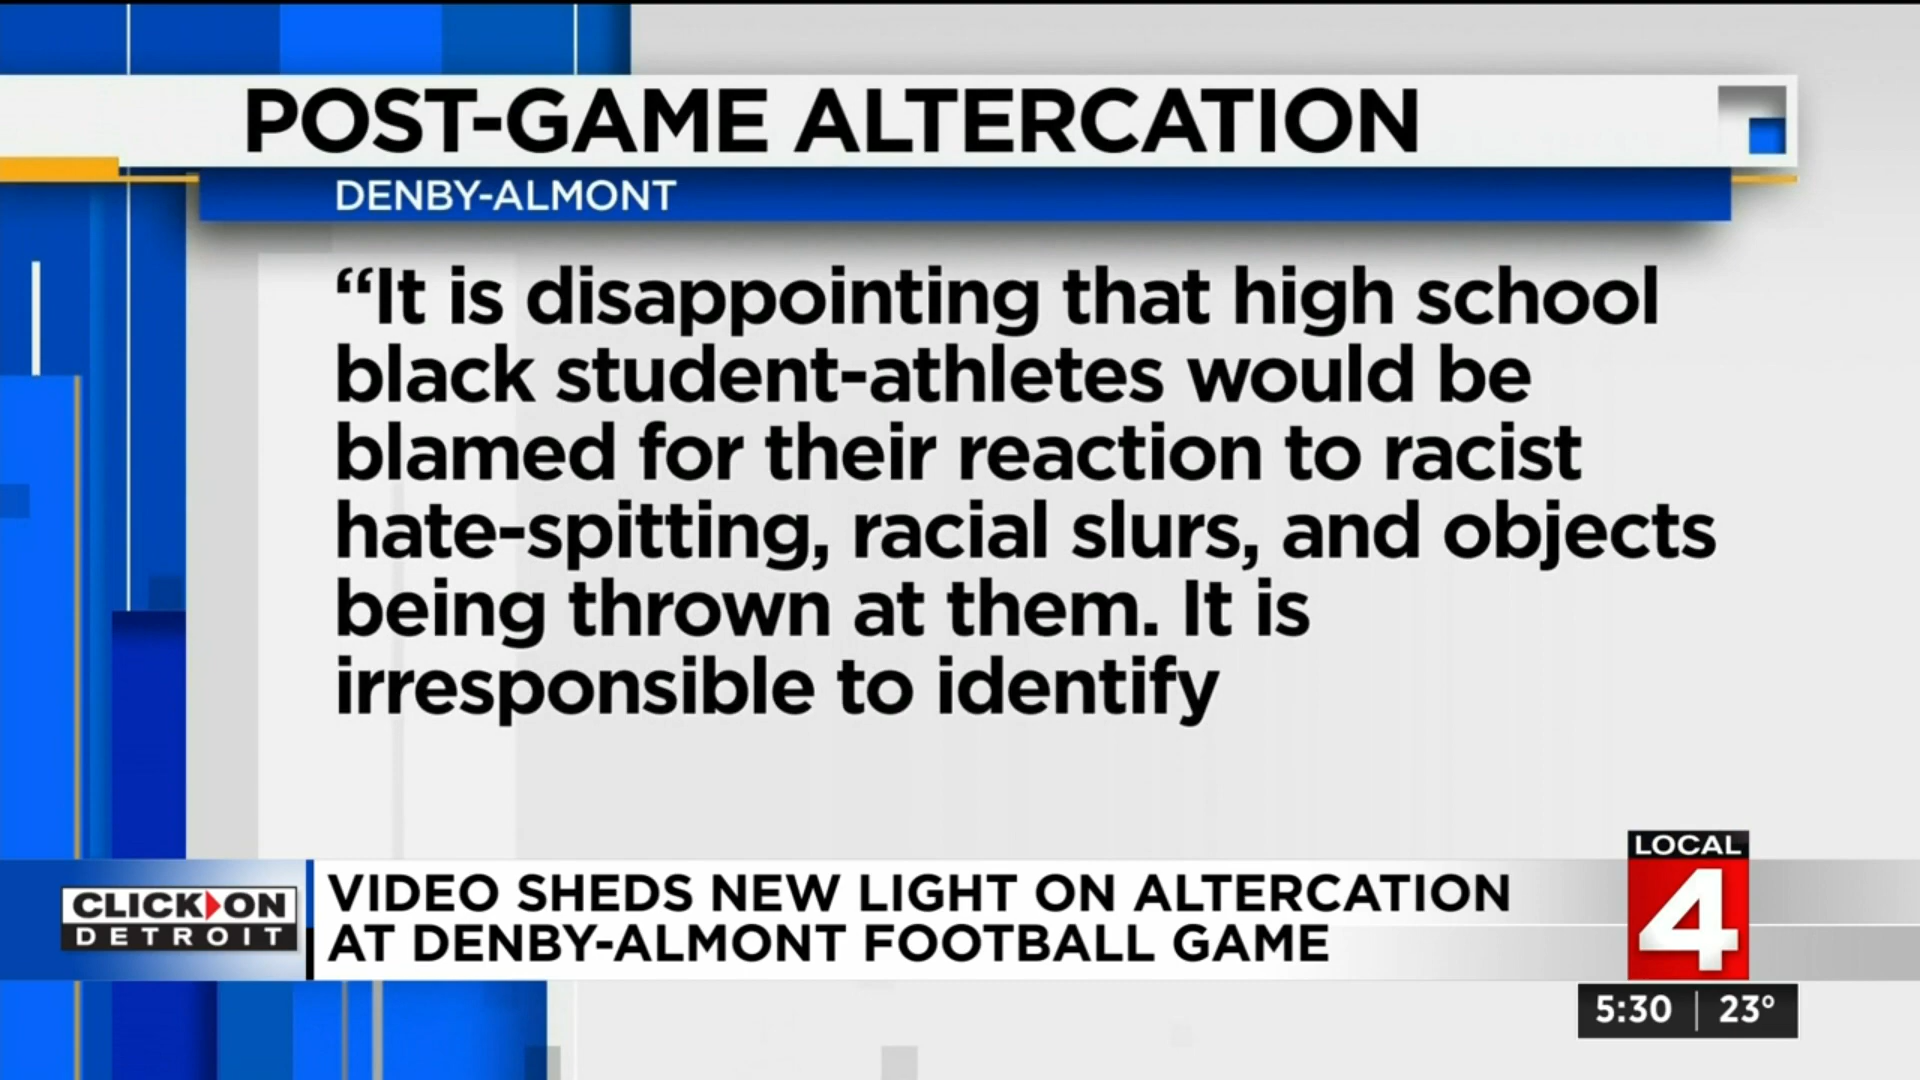 POST-GAME ALTERCATION
DENBY-ALMONT
“It is disappointing that high school
black student-athletes would be
blamed for their reaction to racist
hate-spitting, racial slurs, and objects
being thrown at them. It is
irresponsible to identify
CLICK ON
DETROIT
VIDEO SHEDS NEW LIGHT ON ALTERCATION
AT DENBY-ALMONT FOOTBALL GAME
LOCAL
4
5:30 | 23°